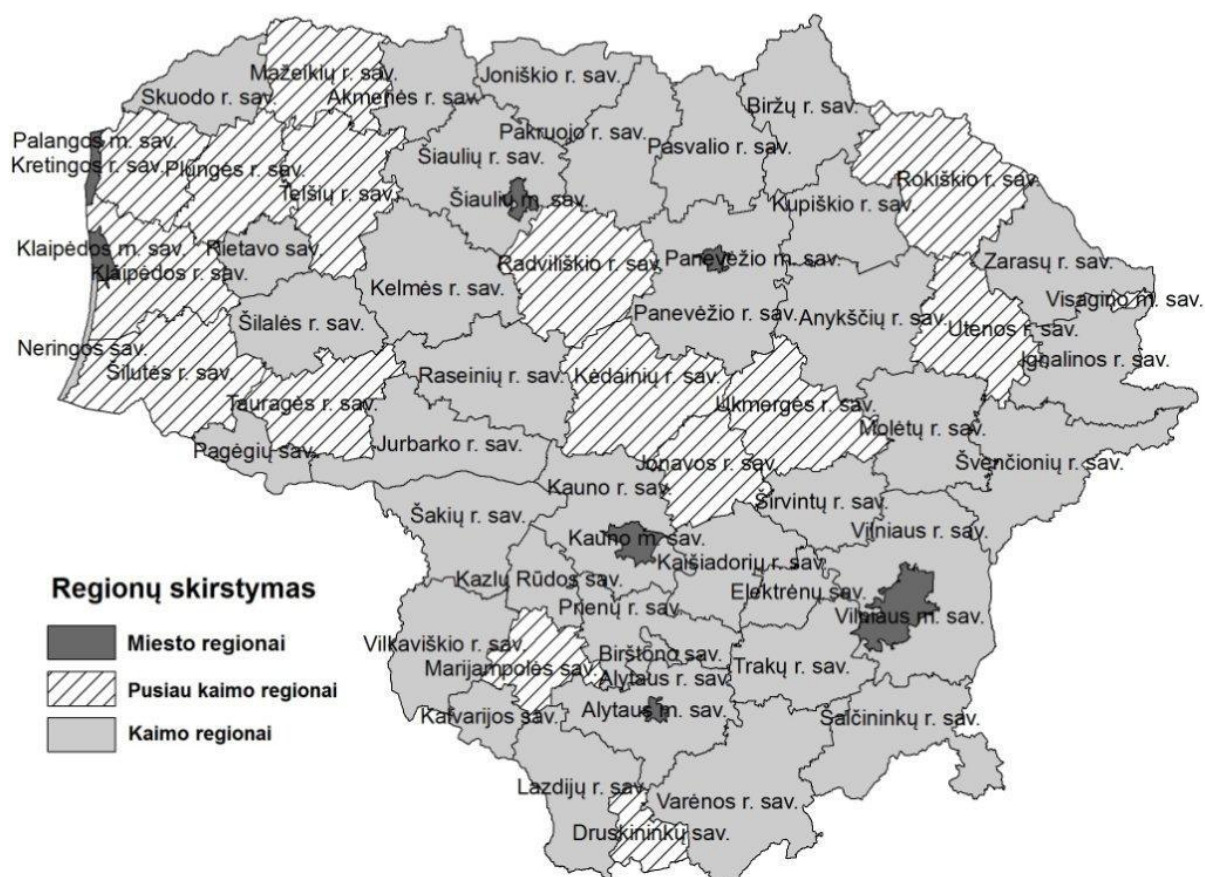 Mažeikių r. sav.
Joniškio r. sav.
Skuodo r. sav.
Akmenės r. sav.
Biržų r. sav.
Palangos m. sav.
Pakruojo r. sav.
Pasvalio r. sav.
Kretingos r. sav.
Plungės r. sav.
Šiaulių r. sav.
Telšių r. sav.
Rokiškio r. sav.
Šiaulių m. sav.
Kupiškio r. sav.
Klaipėdos m. sav.
Rietavo sav.
Klaipėdos r. sav.
Radviliškio r. sav.
Panevėžio m. sav.
Zarasų r. sav.
Kelmės r. sav.
Visagino m. sav.
Šilalės r. sav.
Panevėžio r. sav.
Anykščių r. sav.
Utenos r. sav.
Neringos sav.
Ignalinos r. sav.
Šilutės r. sav.
Raseinių r. sav.
Kėdainių r. sav.
Tauragės r. sav.
Ukmergės r. sav.
Molėtų r. sav.
Pagėgių sav.
Jurbarko r. sav.
Jonavos r. sav.
Švenčionių r. sav.
Kauno r. sav.
Širvintų r. sav.
Šakių r. sav.
Vilniaus r. sav.
Kauno m. sav.
Kaišiadorių r. sav.
Kazlų Rūdos sav.
Elektrėnų sav.
Prienų r. sav.
Vilniaus m. sav.
Vilkaviškio r. sav.
Birštono sav.
Marijampolės sav.
Trakų r. sav.
Alytaus r. sav.
Kalvarijos sav.
Alytaus m. sav.
Šalčininkų r. sav.
Lazdijų r. sav.
Varėnos r. sav.
Druskininkų sav.
Regionų skirstymas
Miesto regionai
Pusiau kaimo regionai
Kaimo regionai